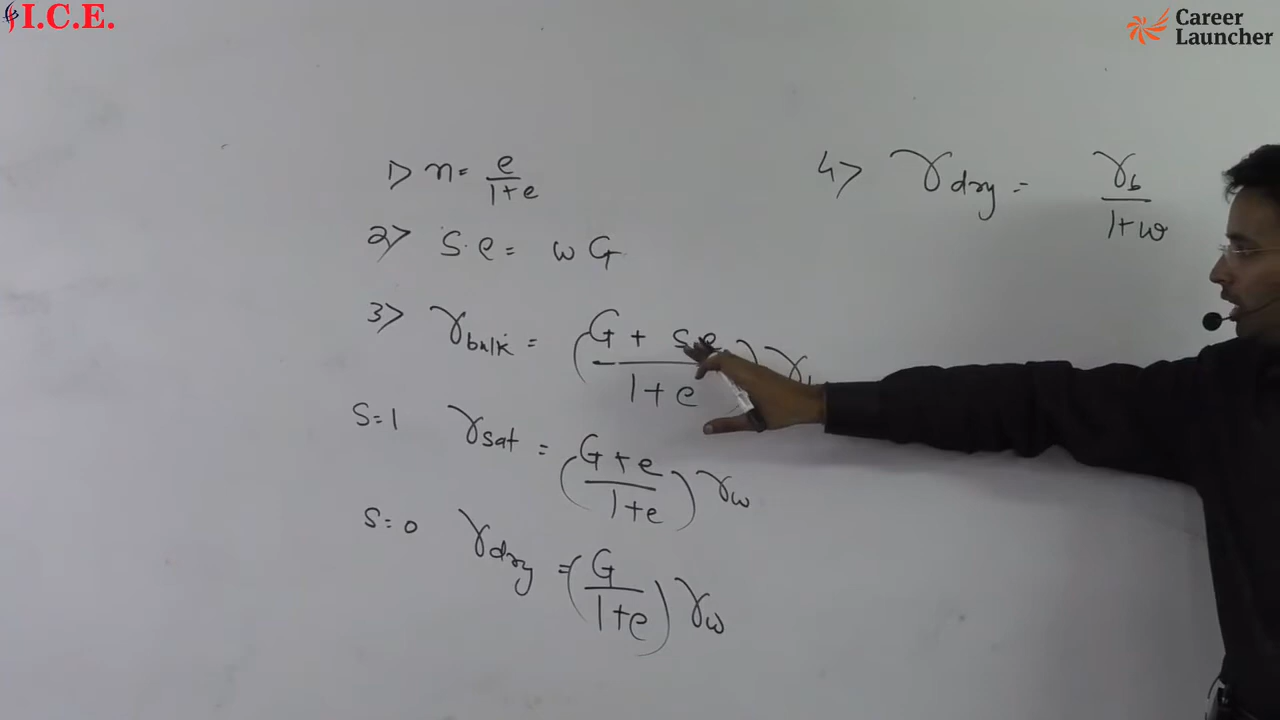 I.C.E.
Career
Launcher
1> n = e/(1+e)
2> S.e = wG
3> γbulk = (G + se / 1+e) γ
S=1 γsat = (G+e / 1+e) γw
S=0 γdry = (G / 1+e) γw
4> γdry = γb / 1+w